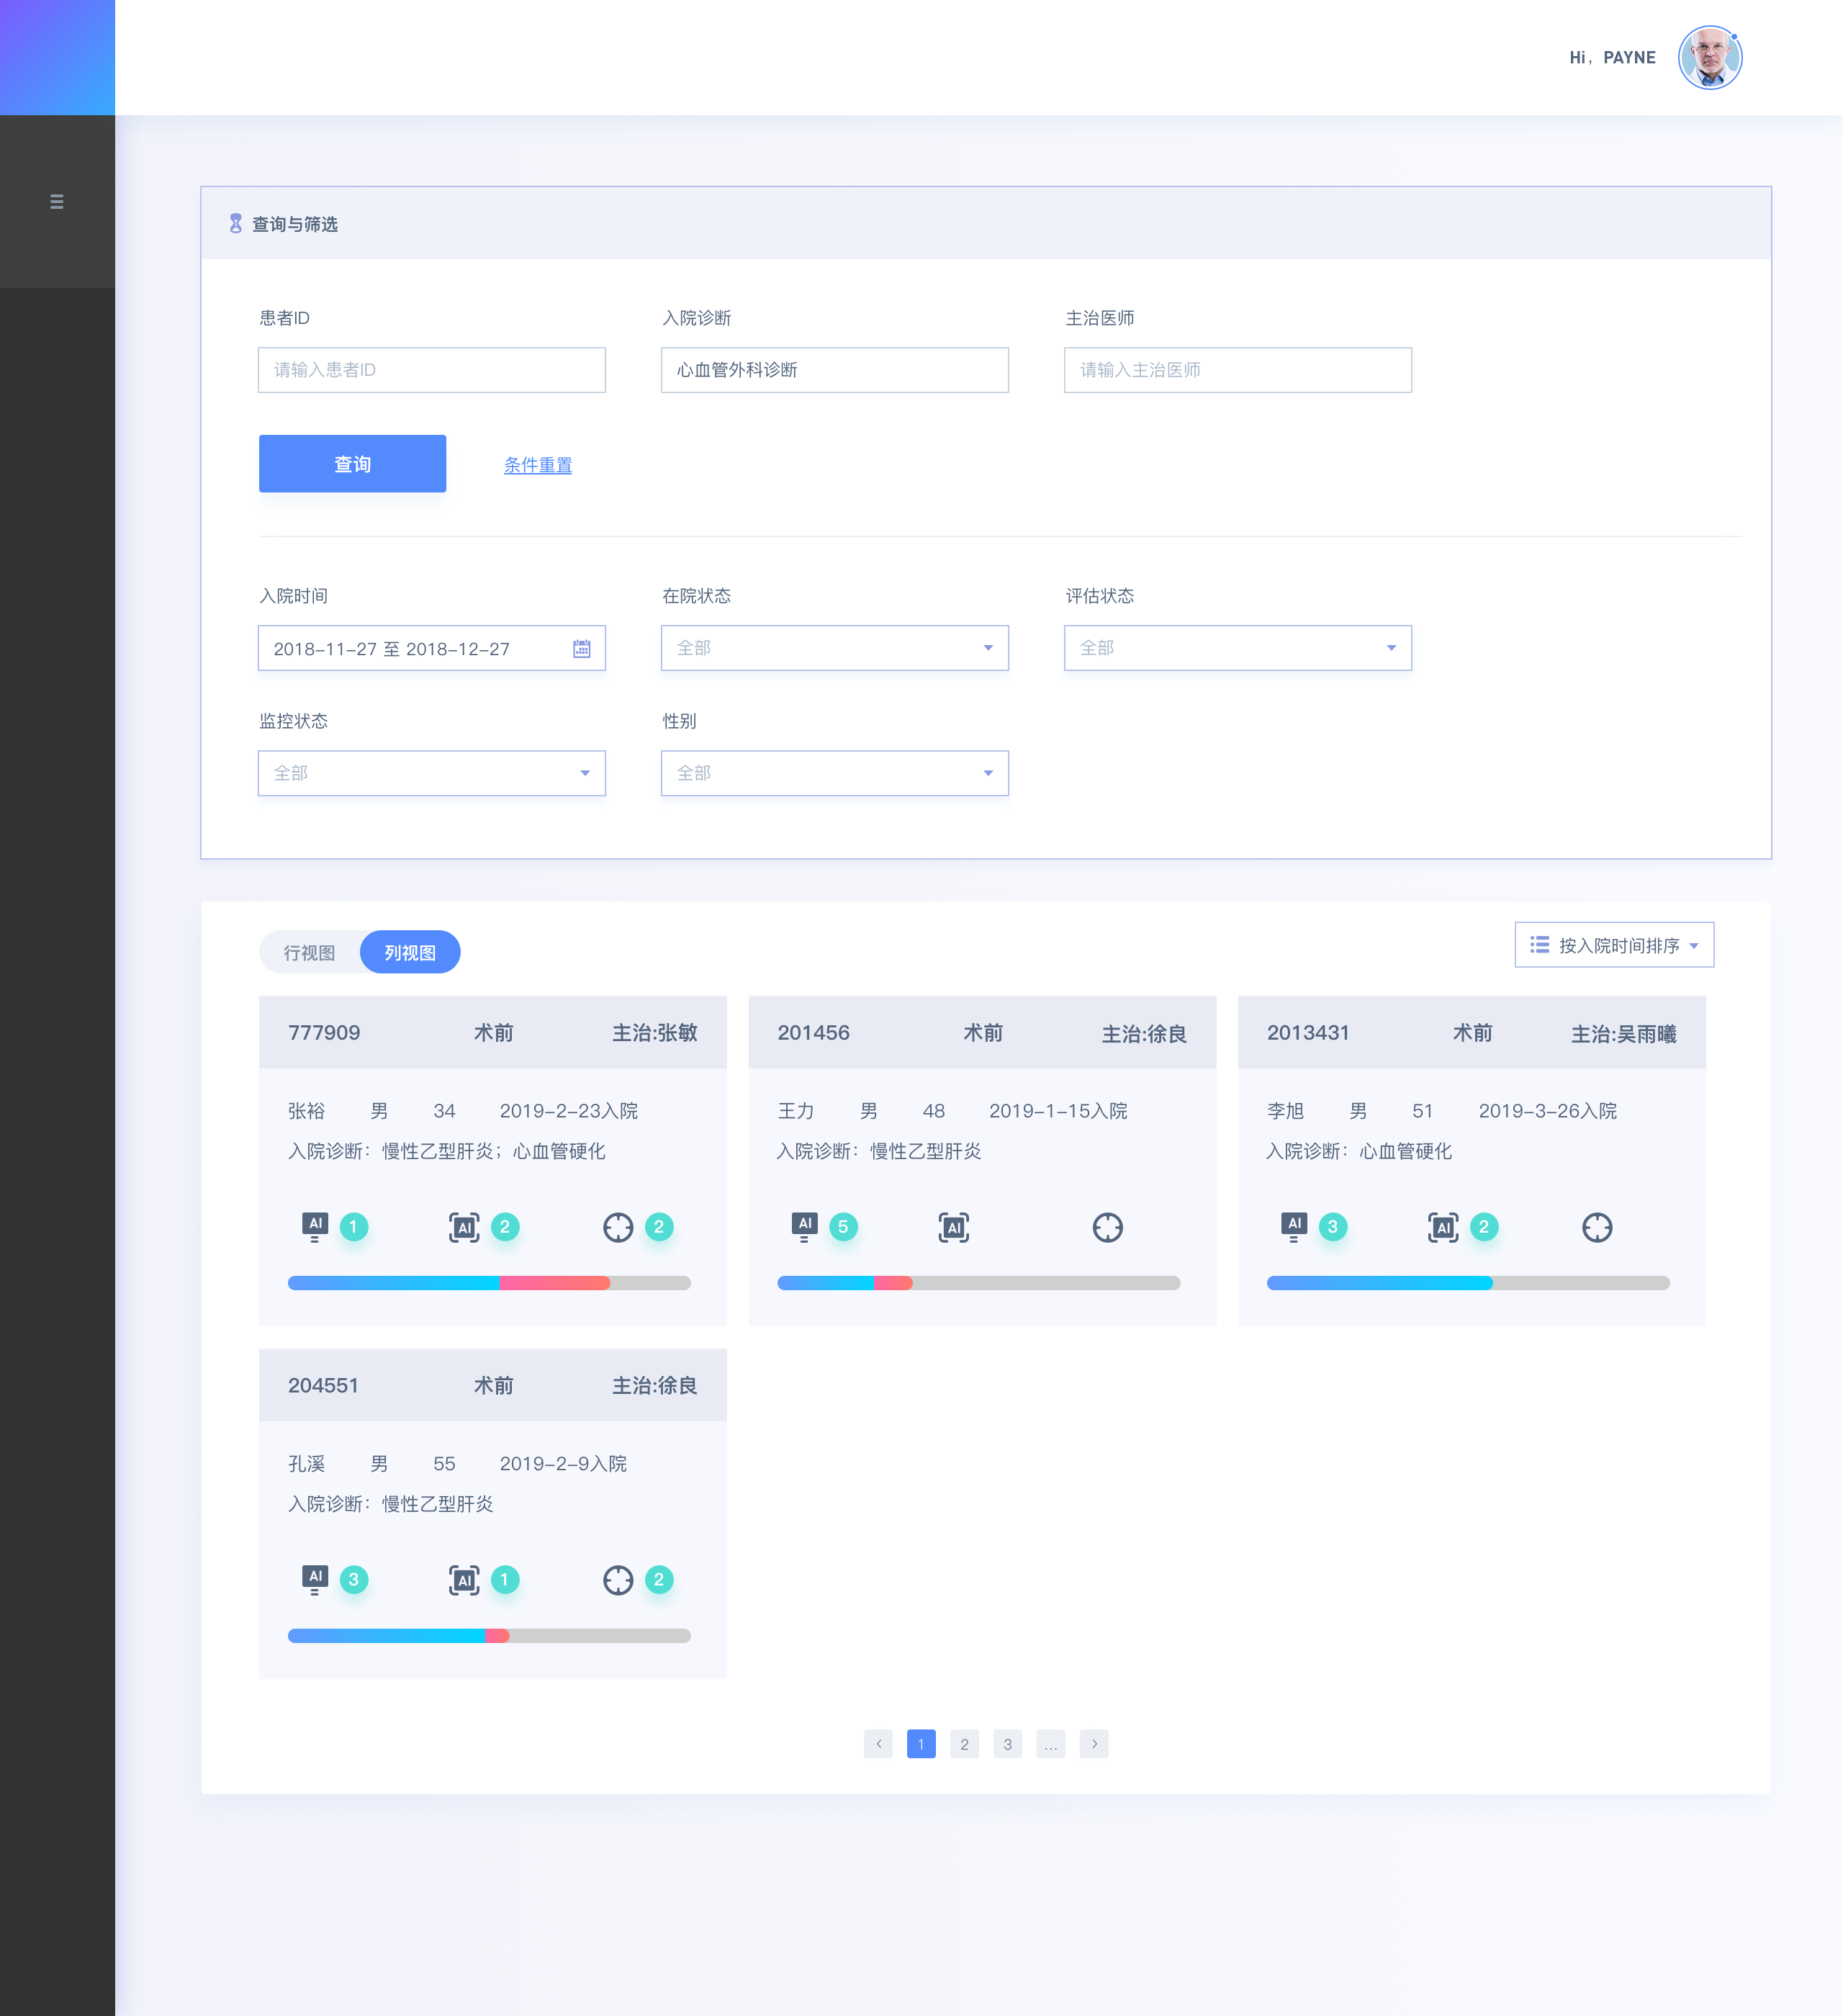 Hi，PAYNE
查询与筛选
患者ID 入院诊断 主治医师
请输入患者ID 心血管外科诊断 请输入主治医师
查询 条件重置
入院时间 在院状态 评估状态
2018-11-27 至 2018-12-27 全部 全部
监控状态 性别
全部 全部
行视图 列视图 按入院时间排序
777909 术前 主治:张敏
张裕 男 34 2019-2-23入院
入院诊断：慢性乙型肝炎；心血管硬化
AI 1 AI 2 2
201456 术前 主治:徐良
王力 男 48 2019-1-15入院
入院诊断：慢性乙型肝炎
AI 5 AI
2013431 术前 主治:吴雨曦
李旭 男 51 2019-3-26入院
入院诊断：心血管硬化
AI 3 AI 2
204551 术前 主治:徐良
孔溪 男 55 2019-2-9入院
入院诊断：慢性乙型肝炎
AI 3 AI 1 2
< 1 2 3 ... >